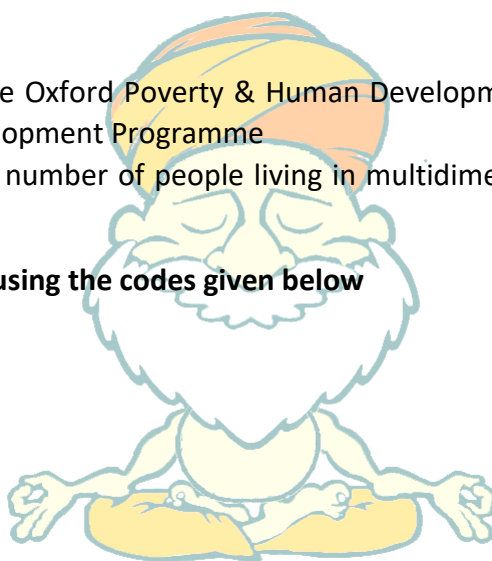 e Oxford Poverty & Human Developm
opment Programme
number of people living in multidime
using the codes given below